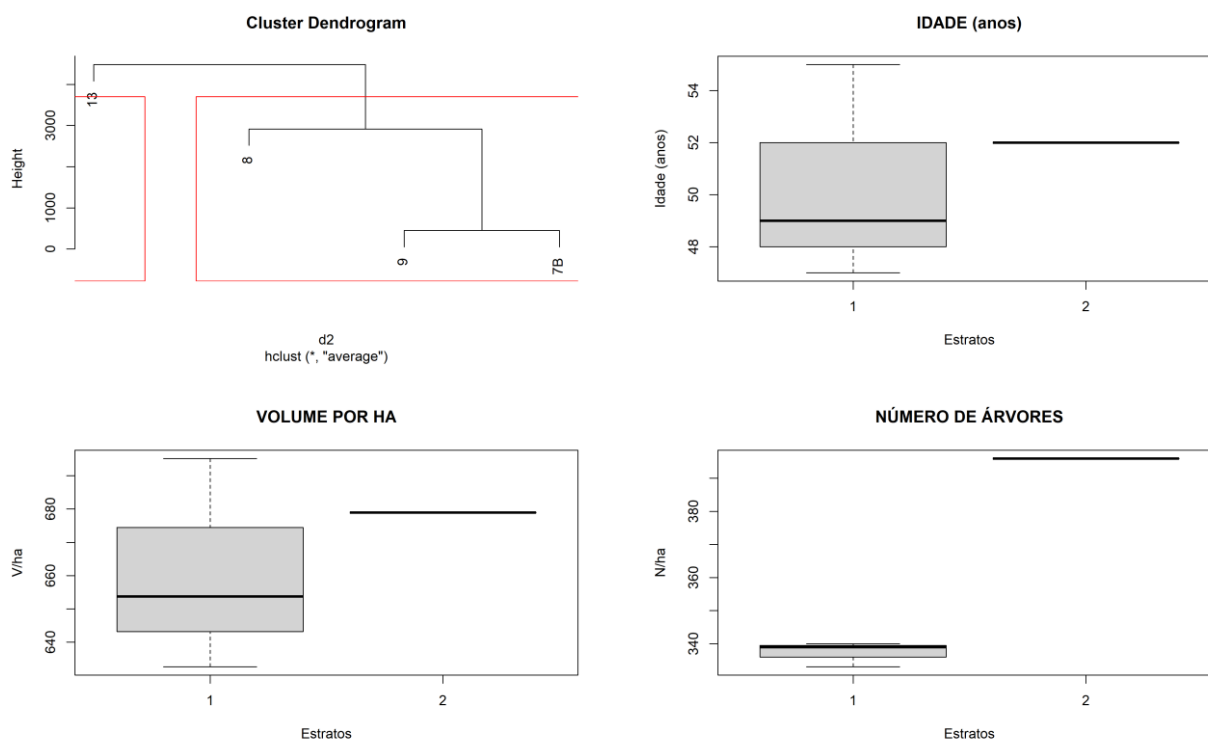 Cluster Dendrogram
Height
3000
1000
0
13
8
9
7B
d2
hclust (*, "average")
IDADE (anos)
Idade (anos)
54
52
50
48
1
2
Estratos
VOLUME POR HA
V/ha
680
660
640
1
2
Estratos
NÚMERO DE ÁRVORES
N/ha
380
360
340
1
2
Estratos